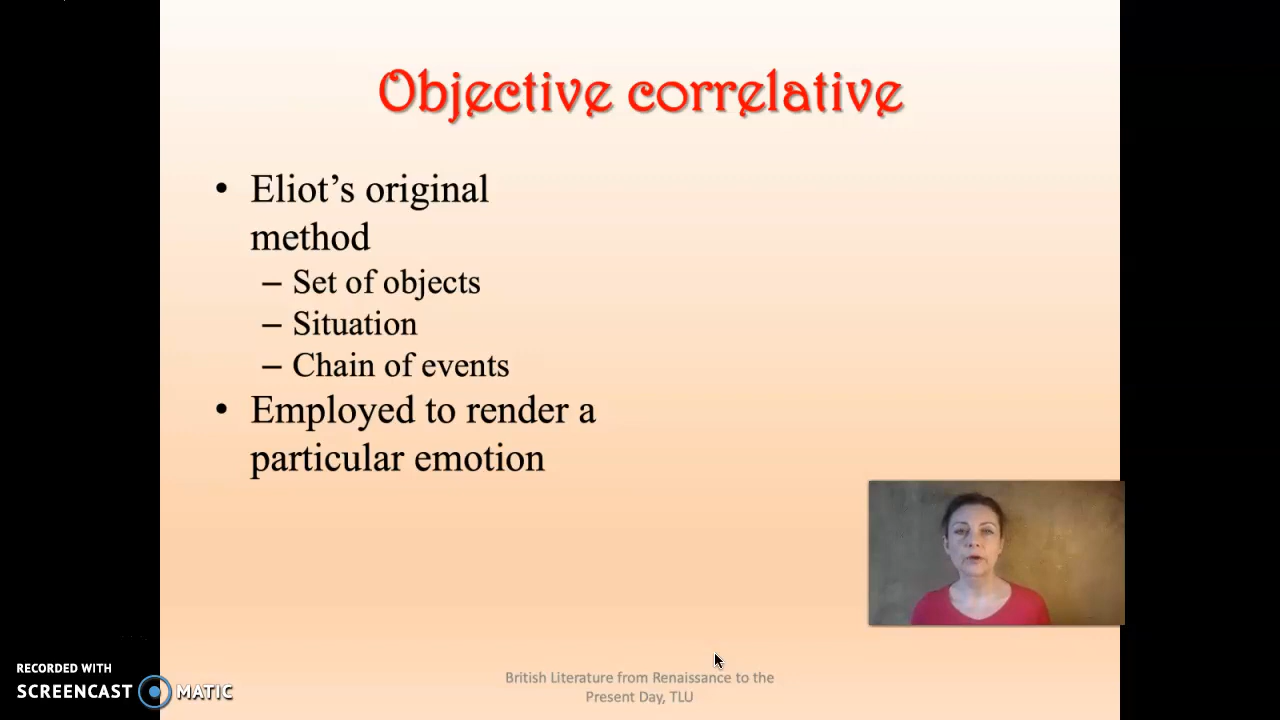 Objective correlative
• Eliot’s original
method
– Set of objects
– Situation
– Chain of events
• Employed to render a
particular emotion
British Literature from Renaissance to the
Present Day, TLU
RECORDED WITH
SCREENCAST MATIC